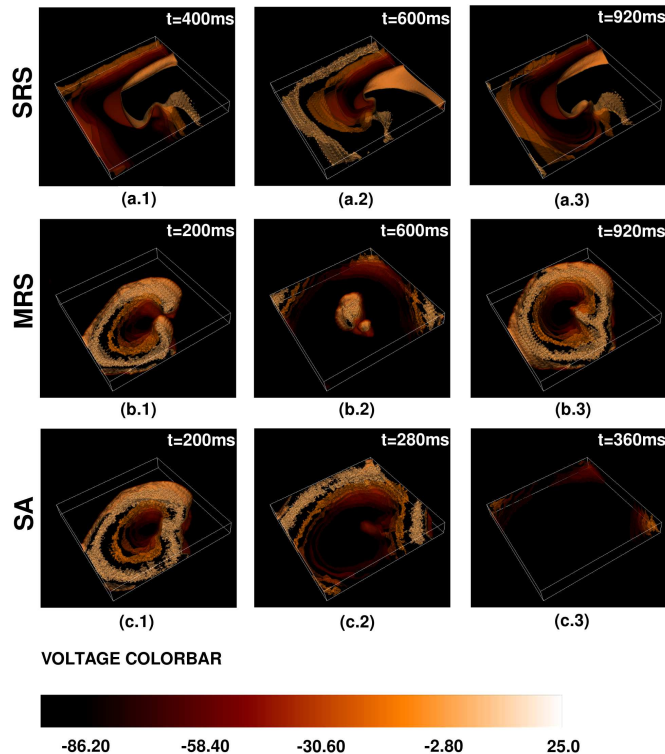 t=400ms t=600ms t=920ms
SRS
(a.1) (a.2) (a.3)
t=200ms t=600ms t=920ms
MRS
(b.1) (b.2) (b.3)
t=200ms t=280ms t=360ms
SA
(c.1) (c.2) (c.3)
VOLTAGE COLORBAR
-86.20 -58.40 -30.60 -2.80 25.0